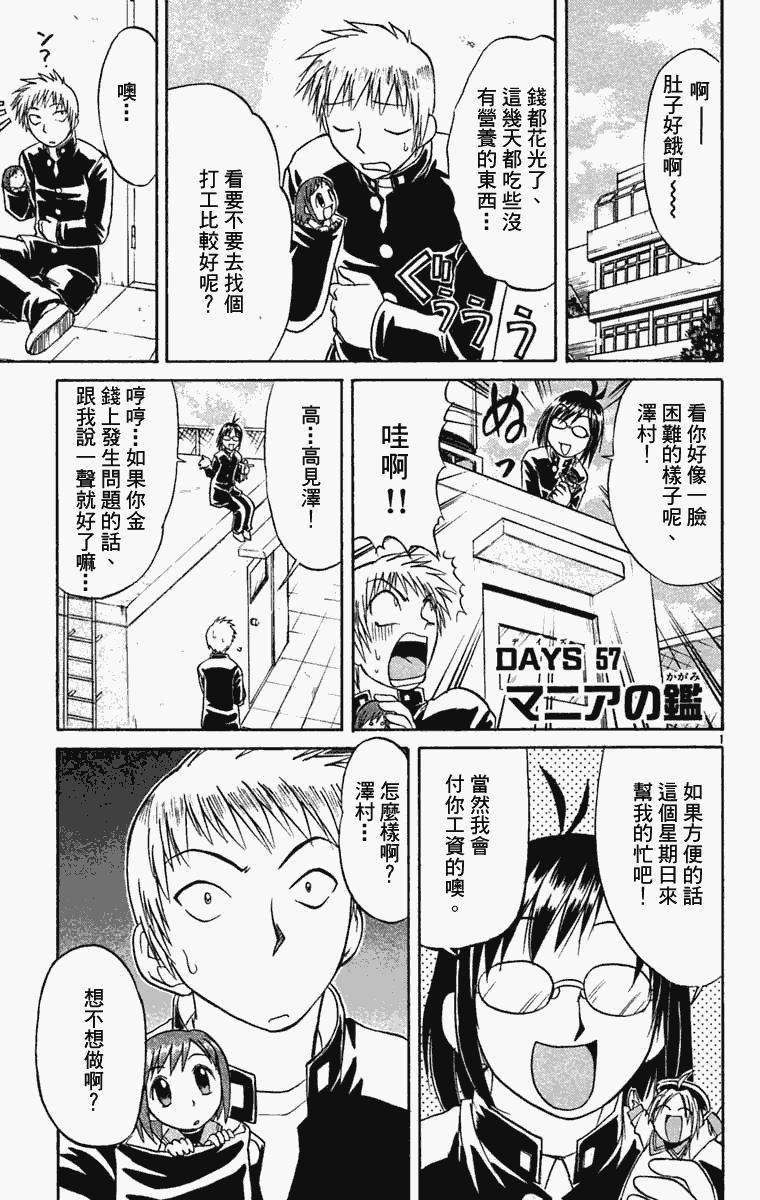 啊——
肚子好餓啊～～
錢都花光了、
這幾天都吃些沒
有營養的東西…
看要不要去找個
打工比較好呢？
ぐうううう
噢…
ン？
看你好像一臉
困難的樣子呢、
澤村！
ぬっ
哇啊！！
デイズ
DAYS 57
かがみ
マニアの鑑
1
高…高見澤！
哼哼…如果你金
錢上發生問題的話、
跟我說一聲就好了嘛…
如果方便的話
這個星期日來
幫我的忙吧！
當然我會
付你工資的噢。
怎麼樣啊？
澤村…
想不想做啊？